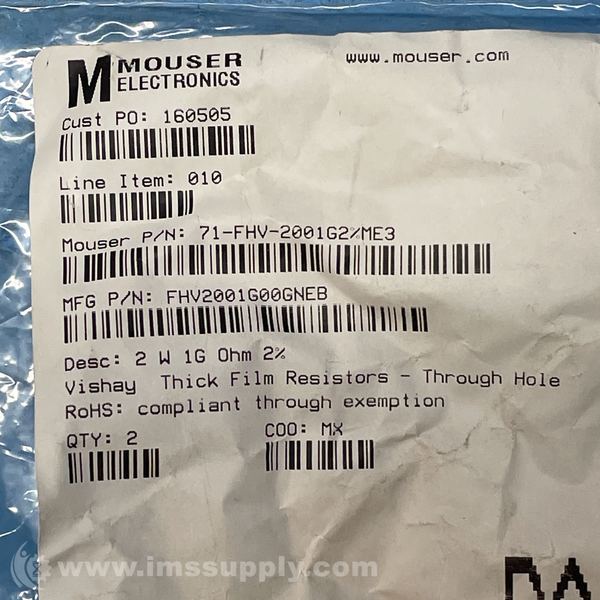 M MOUSER
ELECTRONICS
www.mouser.com
Cust PO: 160505
Line Item: 010
Mouser P/N: 71-FHV-2001G2%ME3
MFG P/N: FHV2001G00GNEB
Desc: 2 W 1G Ohm 2%
Vishay Thick Film Resistors - Through Hole
RoHS: compliant through exemption
QTY: 2
COO: MX
www.imssupply.com